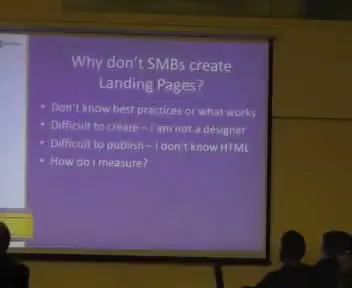 Why don't SMBs create
Landing Pages?
• Don't know best practices or what works
• Difficult to create – i am not a designer
• Difficult to publish – i don't know HTML
• How do i measure?